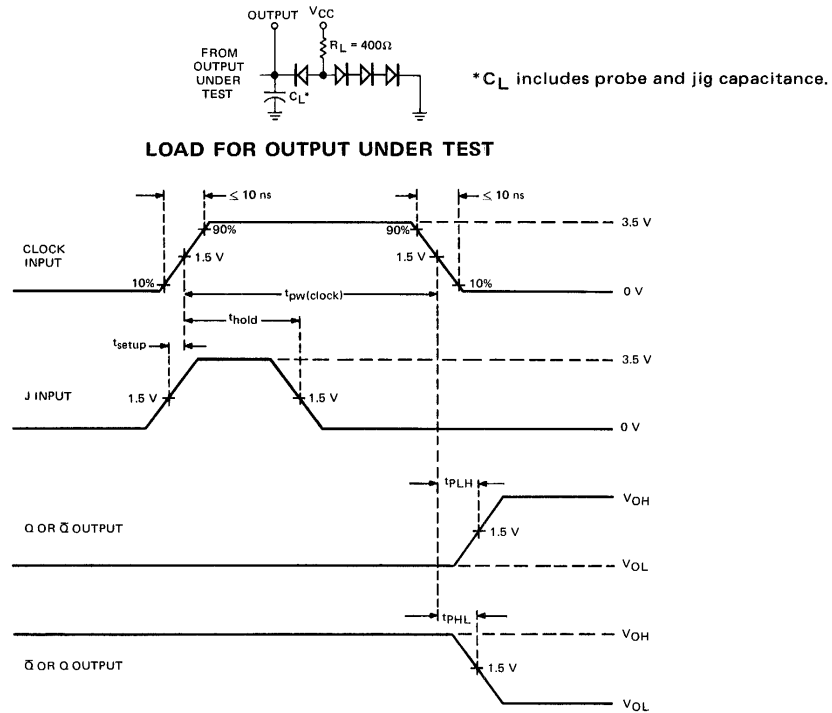 OUTPUT VCC
RL = 400Ω
FROM
OUTPUT
UNDER
TEST
CL*
*CL includes probe and jig capacitance.
LOAD FOR OUTPUT UNDER TEST
≤ 10 ns ≤ 10 ns
3.5 V
90% 90%
CLOCK
INPUT
1.5 V 1.5 V
10% 10%
tpw(clock)
0 V
thold
tsetup
3.5 V
J INPUT
1.5 V 1.5 V
0 V
tPLH
VOH
Q OR Q̅ OUTPUT
1.5 V
VOL
tPHL
VOH
Q̅ OR Q OUTPUT
1.5 V
VOL